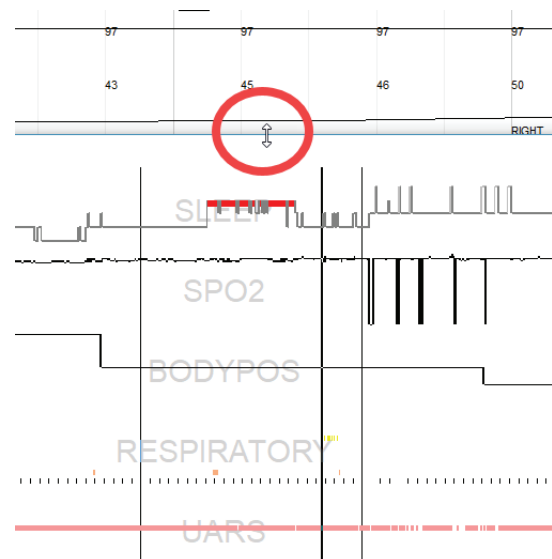 97 97 97 97
43 45 46 50
RIGHT
SLEEP
SPO2
BODYPOS
RESPIRATORY
UARS